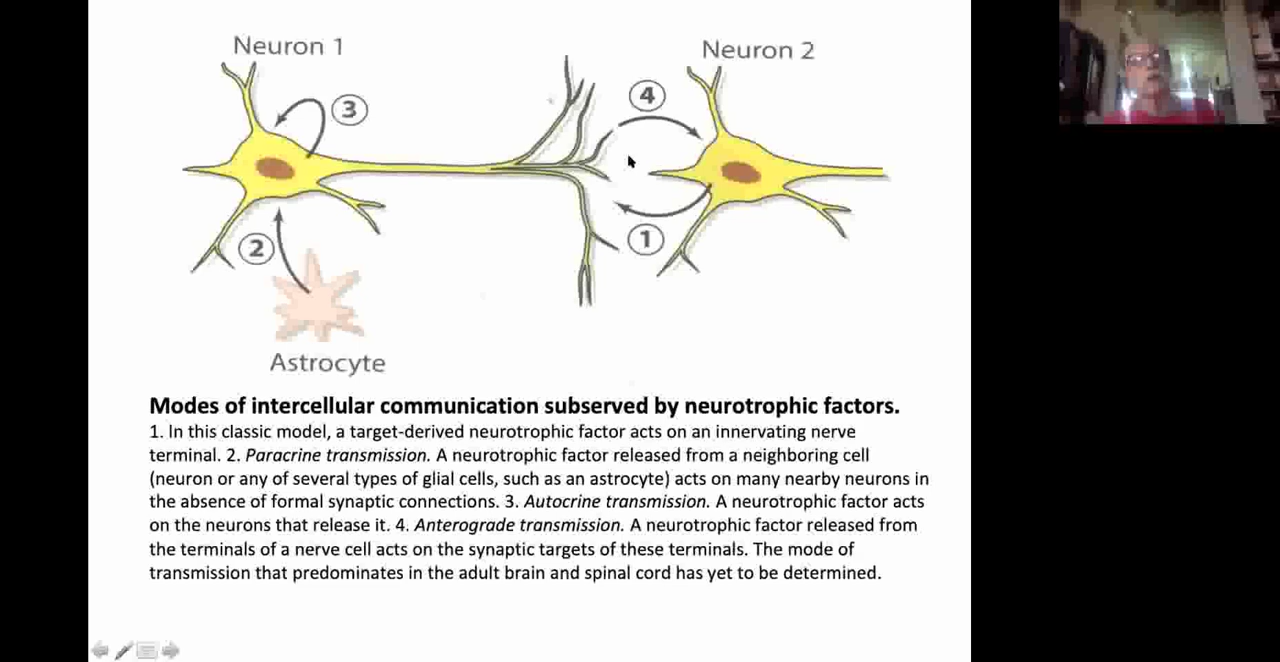 Neuron 1
Neuron 2
3
4
2
1
Astrocyte
Modes of intercellular communication subserved by neurotrophic factors.
1. In this classic model, a target-derived neurotrophic factor acts on an innervating nerve
terminal. 2. Paracrine transmission. A neurotrophic factor released from a neighboring cell
(neuron or any of several types of glial cells, such as an astrocyte) acts on many nearby neurons in
the absence of formal synaptic connections. 3. Autocrine transmission. A neurotrophic factor acts
on the neurons that release it. 4. Anterograde transmission. A neurotrophic factor released from
the terminals of a nerve cell acts on the synaptic targets of these terminals. The mode of
transmission that predominates in the adult brain and spinal cord has yet to be determined.